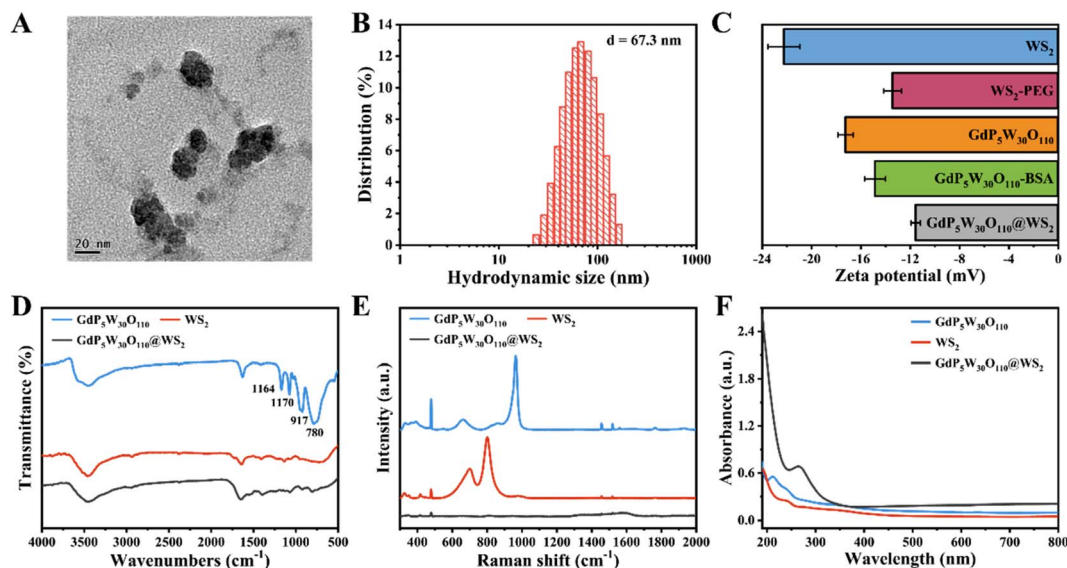 A
20 nm
B
d = 67.3 nm
14
12
10
8
6
4
2
0
Distribution (%)
1 10 100 1000
Hydrodynamic size (nm)
C
WS₂
WS₂-PEG
GdP₅W₃₀O₁₁₀
GdP₅W₃₀O₁₁₀-BSA
GdP₅W₃₀O₁₁₀@WS₂
-24 -20 -16 -12 -8 -4 0
Zeta potential (mV)
D
GdP₅W₃₀O₁₁₀ WS₂
GdP₅W₃₀O₁₁₀@WS₂
1164
1170
917
780
Transmittance (%)
4000 3500 3000 2500 2000 1500 1000 500
Wavenumbers (cm⁻¹)
E
GdP₅W₃₀O₁₁₀ WS₂
GdP₅W₃₀O₁₁₀@WS₂
Intensity (a.u.)
400 600 800 1000 1200 1400 1600 1800 2000
Raman shift (cm⁻¹)
F
GdP₅W₃₀O₁₁₀
WS₂
GdP₅W₃₀O₁₁₀@WS₂
2.4
1.8
1.2
0.6
0.0
Absorbance (a.u.)
200 300 400 500 600 700 800
Wavelength (nm)